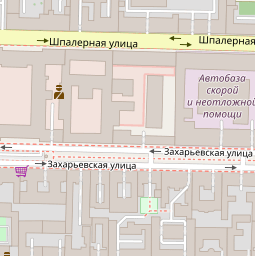 Шпалерная улица
Шпалерная
Автобаза
скорой
и неотложной
помощи
Захарьевская улица
Захарьевская улица